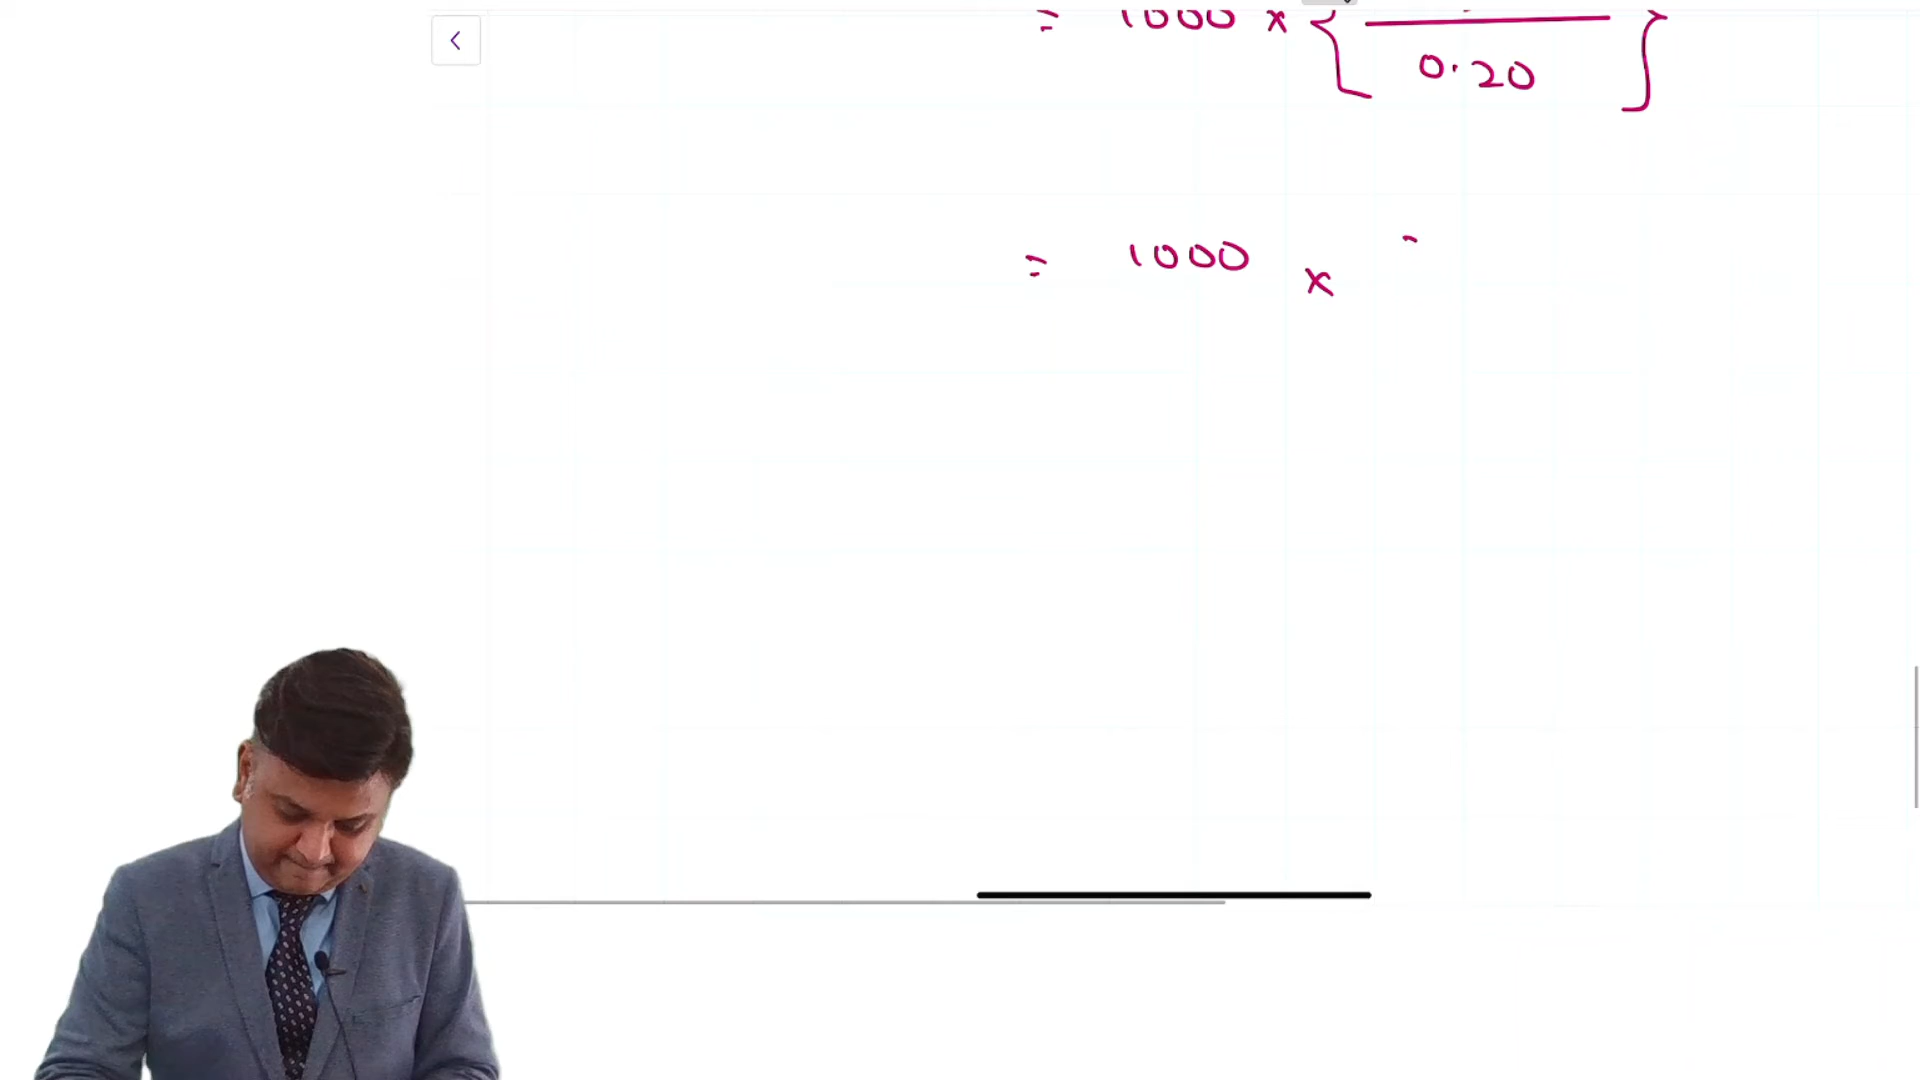 = 1000 x {
0.20 }
= 1000 x